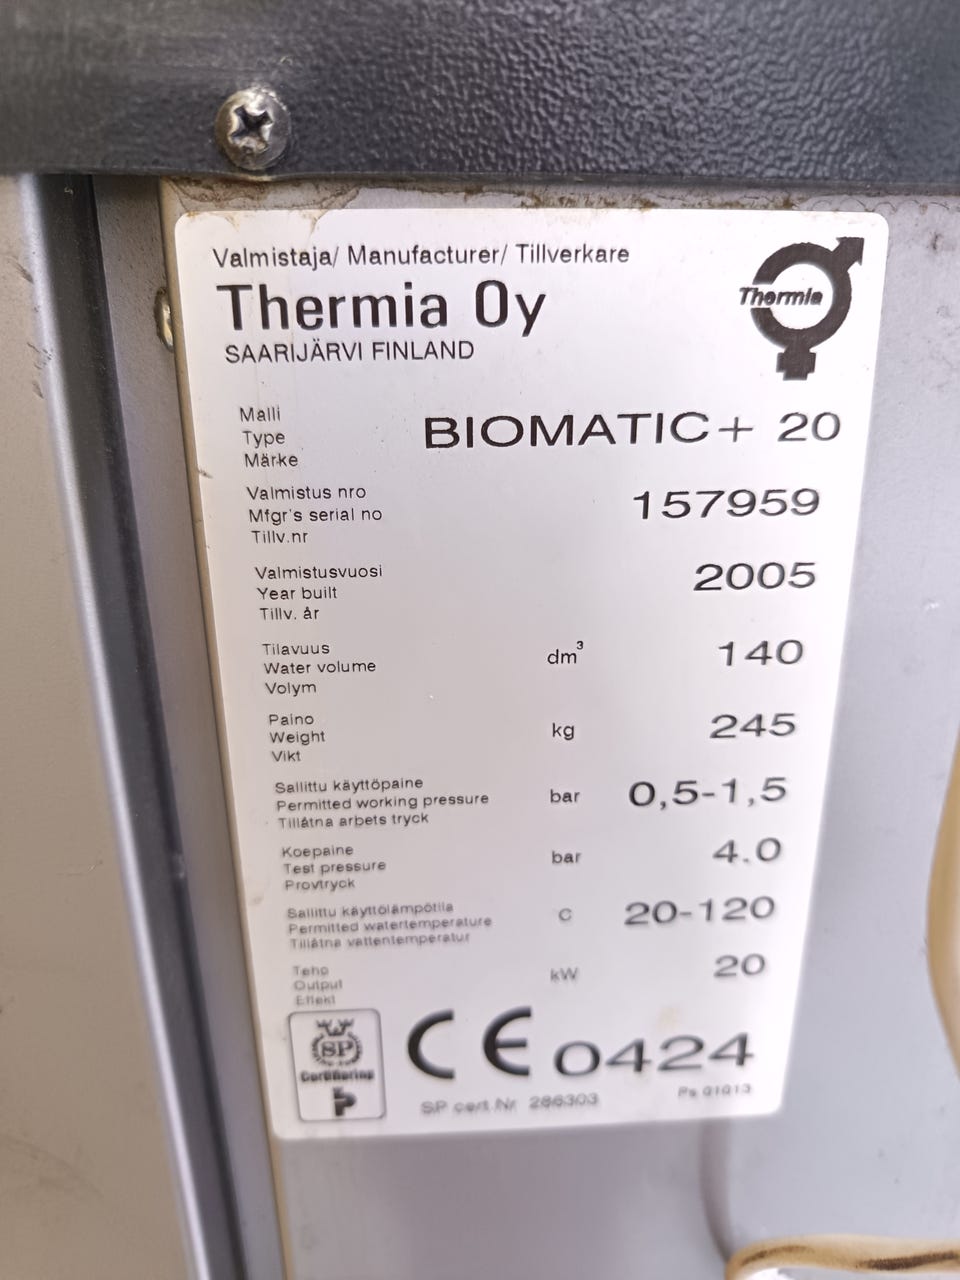 Valmistaja/ Manufacturer/ Tillverkare
Thermia Oy
SAARIJÄRVI FINLAND
Thermia
Malli
Type
Märke
BIOMATIC+ 20
Valmistus nro
Mfgr's serial no
Tillv.nr
157959
Valmistusvuosi
Year built
Tillv. år
2005
Tilavuus
Water volume
Volym
dm³ 140
Paino
Weight
Vikt
kg 245
Sallittu käyttöpaine
Permitted working pressure
Tillåtna arbets tryck
bar 0,5-1,5
Koepaine
Test pressure
Provtryck
bar 4.0
Sallittu käyttölämpötila
Permitted watertemperature
Tillåtna vattentemperatur
C 20-120
Teho
Output
Effekt
kW 20
SP
Certifiering
P
CE 0424
SP cert.Nr 286303